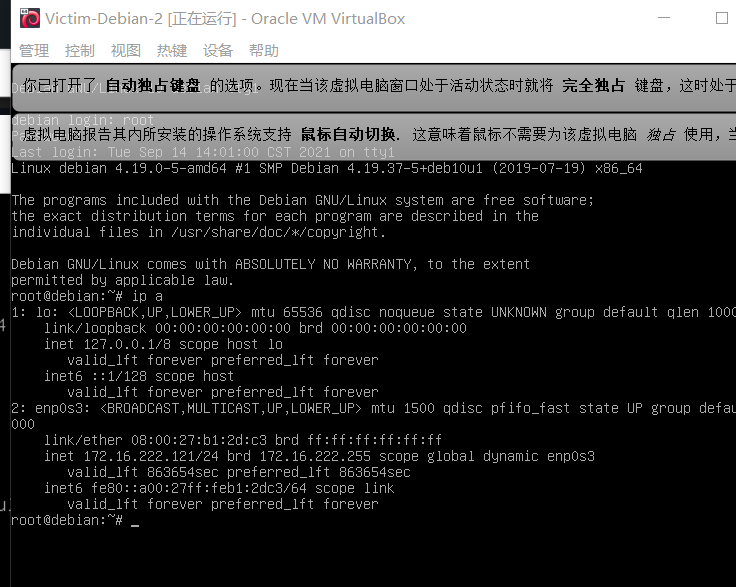 Victim-Debian-2 [正在运行] - Oracle VM VirtualBox
管理 控制 视图 热键 设备 帮助
你已打开了 自动独占键盘 的选项。现在当该虚拟电脑窗口处于活动状态时就将 完全独占 键盘，这时处于
debian login: root
虚拟电脑报告其内所安装的操作系统支持 鼠标自动切换. 这意味着鼠标不需要为该虚拟电脑 独占 使用，当
Last login: Tue Sep 14 14:01:00 CST 2021 on tty1
Linux debian 4.19.0-5-amd64 #1 SMP Debian 4.19.37-5+deb10u1 (2019-07-19) x86_64
The programs included with the Debian GNU/Linux system are free software;
the exact distribution terms for each program are described in the
individual files in /usr/share/doc/*/copyright.
Debian GNU/Linux comes with ABSOLUTELY NO WARRANTY, to the extent
permitted by applicable law.
root@debian:~# ip a
1: lo: <LOOPBACK,UP,LOWER_UP> mtu 65536 qdisc noqueue state UNKNOWN group default qlen 1000
link/loopback 00:00:00:00:00:00 brd 00:00:00:00:00:00
inet 127.0.0.1/8 scope host lo
valid_lft forever preferred_lft forever
inet6 ::1/128 scope host
valid_lft forever preferred_lft forever
2: enp0s3: <BROADCAST,MULTICAST,UP,LOWER_UP> mtu 1500 qdisc pfifo_fast state UP group defau
000
link/ether 08:00:27:b1:2d:c3 brd ff:ff:ff:ff:ff:ff
inet 172.16.222.121/24 brd 172.16.222.255 scope global dynamic enp0s3
valid_lft 863654sec preferred_lft 863654sec
inet6 fe80::a00:27ff:feb1:2dc3/64 scope link
valid_lft forever preferred_lft forever
root@debian:~# _